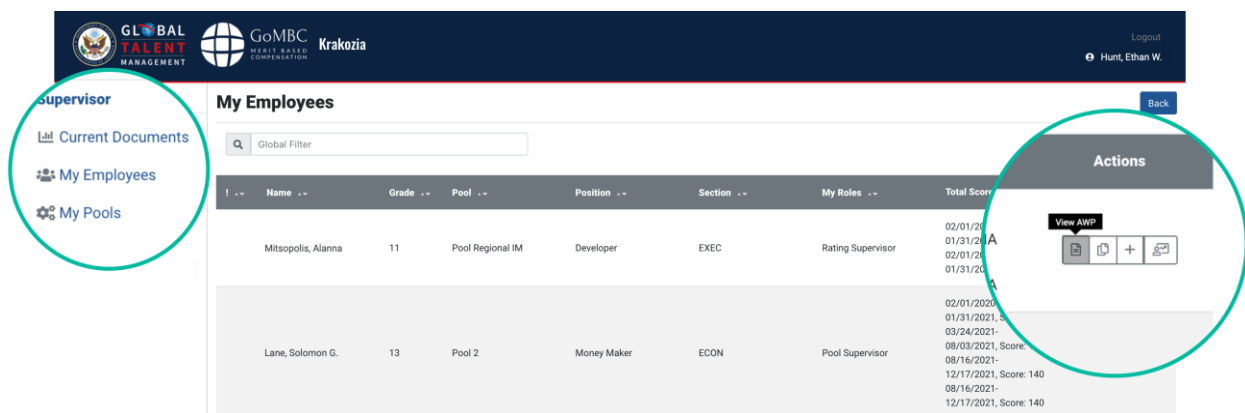 GLOBAL
TALENT
MANAGEMENT
GoMBC
MERIT BASED
COMPENSATION
Krakozia
Logout
Hunt, Ethan W.
Supervisor
Current Documents
My Employees
My Pools
My Employees
Back
Global Filter
! Name Grade Pool Position Section My Roles Total Score
Actions
View AWP
Mitsopolis, Alanna 11 Pool Regional IM Developer EXEC Rating Supervisor
02/01/20
01/31/20
02/01/20
01/31/20
Lane, Solomon G. 13 Pool 2 Money Maker ECON Pool Supervisor
02/01/2020
01/31/2021, S
03/24/2021-
08/03/2021, Score:
08/16/2021-
12/17/2021, Score: 140
08/16/2021-
12/17/2021, Score: 140